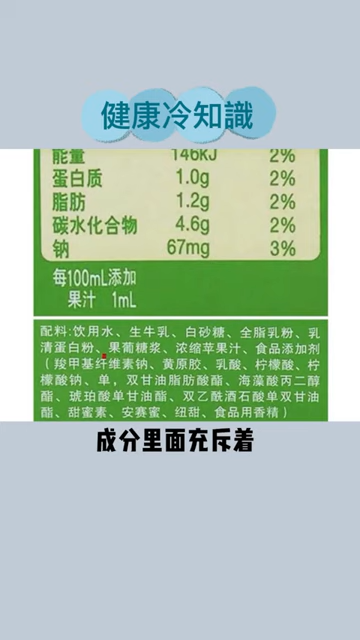 健康冷知識
能量 146kJ 2%
蛋白质 1.0g 2%
脂肪 1.2g 2%
碳水化合物 4.6g 2%
钠 67mg 3%
每100mL添加
果汁 1mL
配料:饮用水、生牛乳、白砂糖、全脂乳粉、乳
清蛋白粉、果葡糖浆、浓缩苹果汁、食品添加剂
(羧甲基纤维素钠、黄原胶、乳酸、柠檬酸、柠
檬酸钠、单,双甘油脂肪酸酯、海藻酸丙二醇
酯、琥珀酸单甘油酯、双乙酰酒石酸单双甘油
酯、甜蜜素、安赛蜜、纽甜、食品用香精)
成分里面充斥着